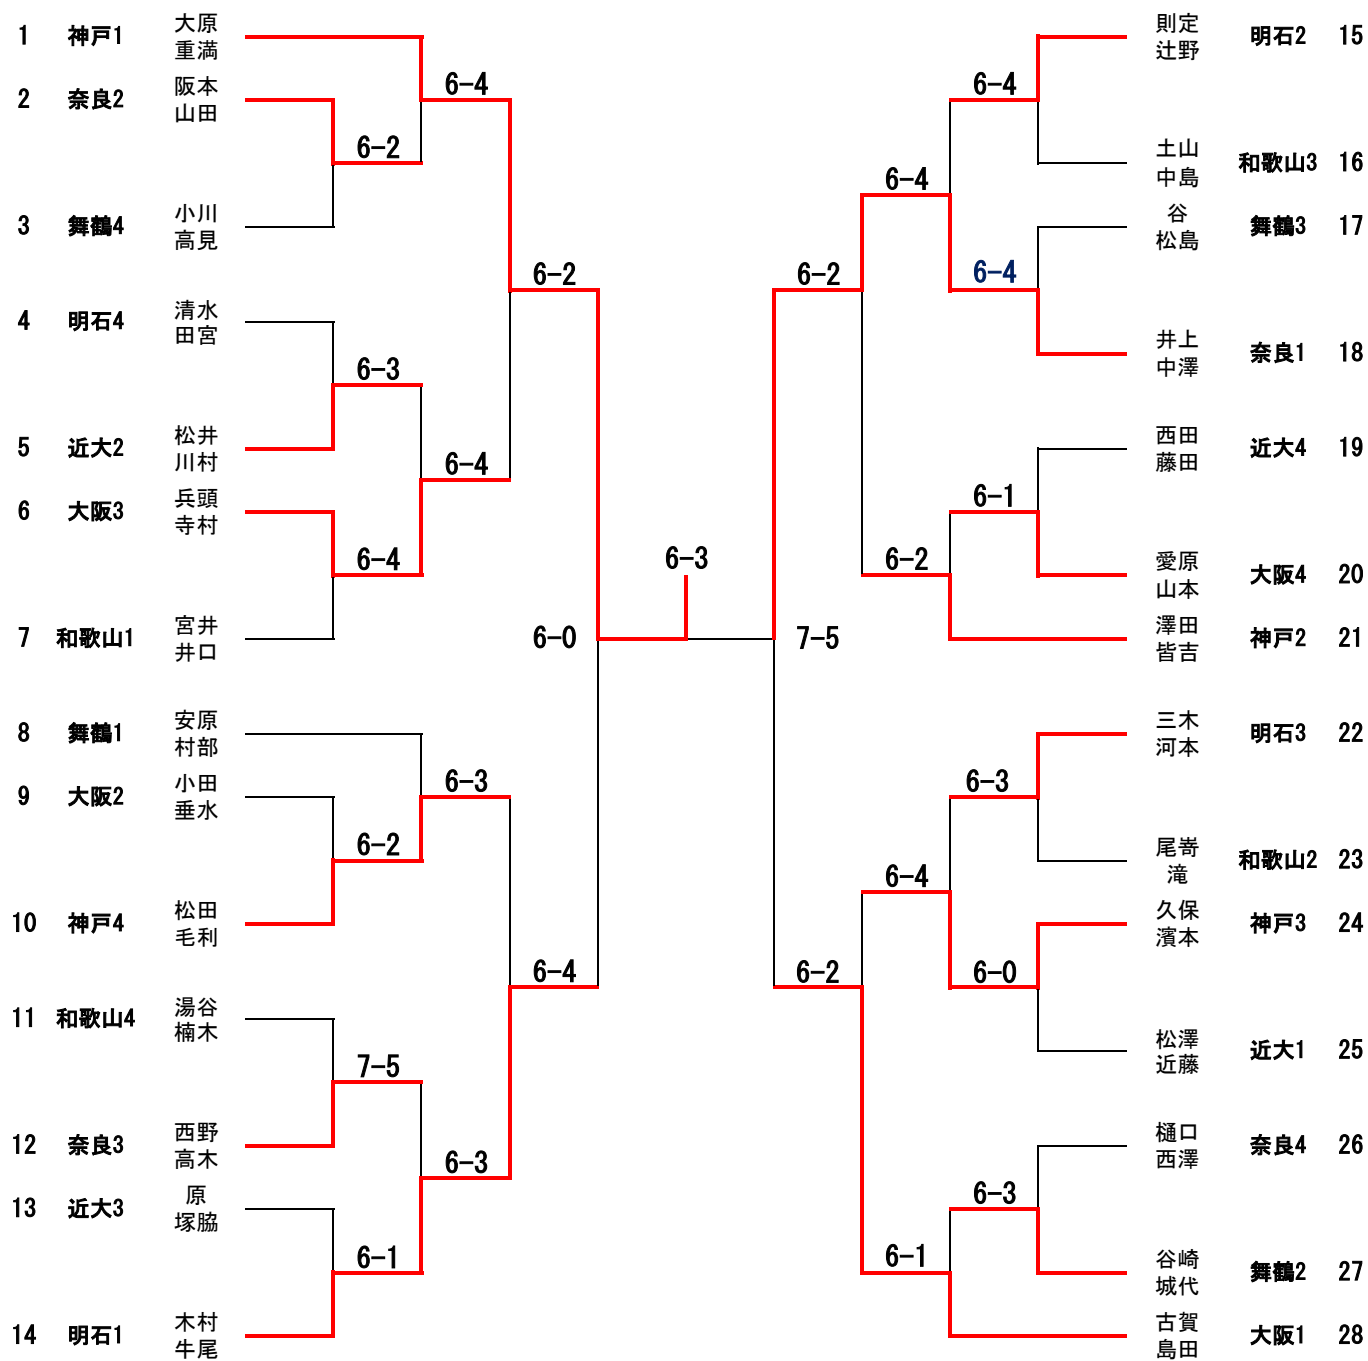 1 神戸1 大原
重満
2 奈良2 阪本
山田
3 舞鶴4 小川
高見
4 明石4 清水
田宮
5 近大2 松井
川村
6 大阪3 兵頭
寺村
7 和歌山1 宮井
井口
8 舞鶴1 安原
村部
9 大阪2 小田
垂水
10 神戸4 松田
毛利
11 和歌山4 湯谷
楠木
12 奈良3 西野
高木
13 近大3 原
塚脇
14 明石1 木村
牛尾
6-4
6-2
6-2
6-3
6-4
6-4
6-0
6-3
6-2
6-4
7-5
6-3
6-1
6-3
6-4
6-4
6-2
6-4
6-1
6-2
7-5
6-3
6-4
6-0
6-2
6-3
6-1
則定
辻野 明石2 15
土山
中島 和歌山3 16
谷
松島 舞鶴3 17
井上
中澤 奈良1 18
西田
藤田 近大4 19
愛原
山本 大阪4 20
澤田
皆吉 神戸2 21
三木
河本 明石3 22
尾嵜
滝 和歌山2 23
久保
濱本 神戸3 24
松澤
近藤 近大1 25
樋口
西澤 奈良4 26
谷崎
城代 舞鶴2 27
古賀
島田 大阪1 28